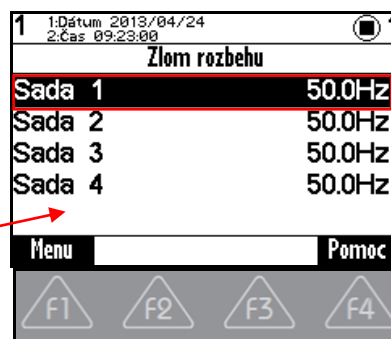 1 1:Dátum 2013/04/24
2:Čas 09:23:00
Zlom rozbehu
Sada 1 50.0Hz
Sada 2 50.0Hz
Sada 3 50.0Hz
Sada 4 50.0Hz
Menu Pomoc
F1 F2 F3 F4